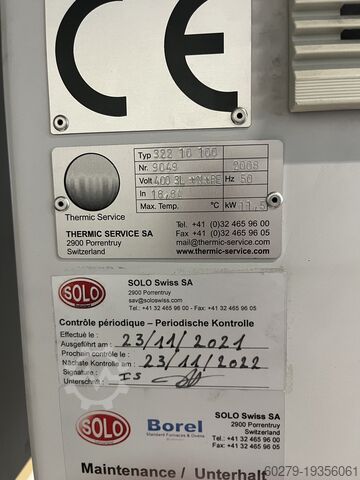 CE
Typ 322 10 100
Nr. 9049 2008
Volt 400 3L+N+PE Hz 50
In 16,6A
Max. Temp. °C kW 11,5
Thermic Service
THERMIC SERVICE SA
2900 Porrentruy
Switzerland
Tel. +41 (0)32 465 96 00
Fax +41 (0)32 465 96 05
mail@thermic-service.com
www.thermic-service.com
SOLO
SOLO Swiss SA
2900 Porrentruy
sav@soloswiss.com
Tel.: +41 32 465 96 00 - Fax: +41 32 465 96 05
Contrôle périodique – Periodische Kontrolle
Effectué le :
Ausgeführt am : 23/11/2021
Prochain contrôle le :
Nächste Kontrolle am : 23/11/2022
Signature :
Unterschrift : IS
SOLO
Borel
Standard Furnaces & Ovens
SOLO Swiss SA
2900 Porrentruy
Switzerland
Tel. +41 32 465 96 00
Fax +41 32 465 96 05
Maintenance / Unterhalt
60279-19356061